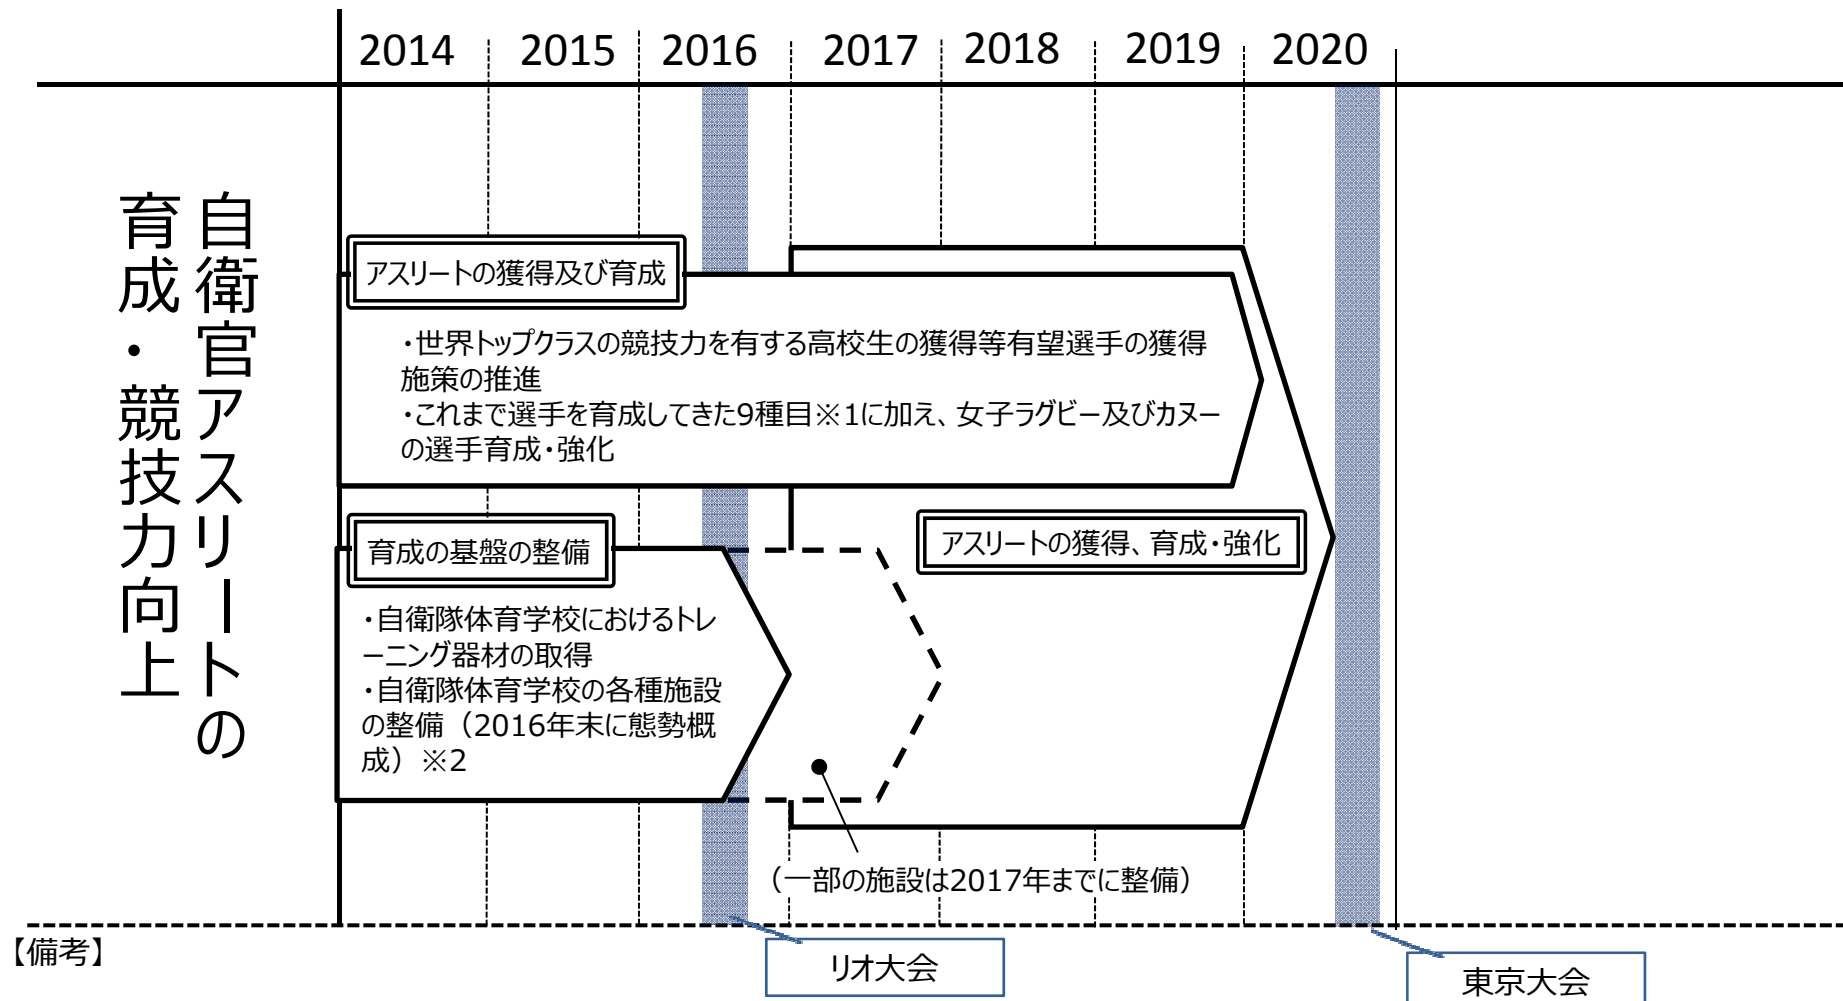 2014 2015 2016 2017 2018 2019 2020
自衛官アスリートの
育成・競技力向上
アスリートの獲得及び育成
・世界トップクラスの競技力を有する高校生の獲得等有望選手の獲得
施策の推進
・これまで選手を育成してきた9種目※1に加え、女子ラグビー及びカヌー
の選手育成・強化
育成の基盤の整備
・自衛隊体育学校におけるトレ
ーニング器材の取得
・自衛隊体育学校の各種施設
の整備（2016年末に態勢概
成）※2
アスリートの獲得、育成・強化
（一部の施設は2017年までに整備）
【備考】
リオ大会
東京大会